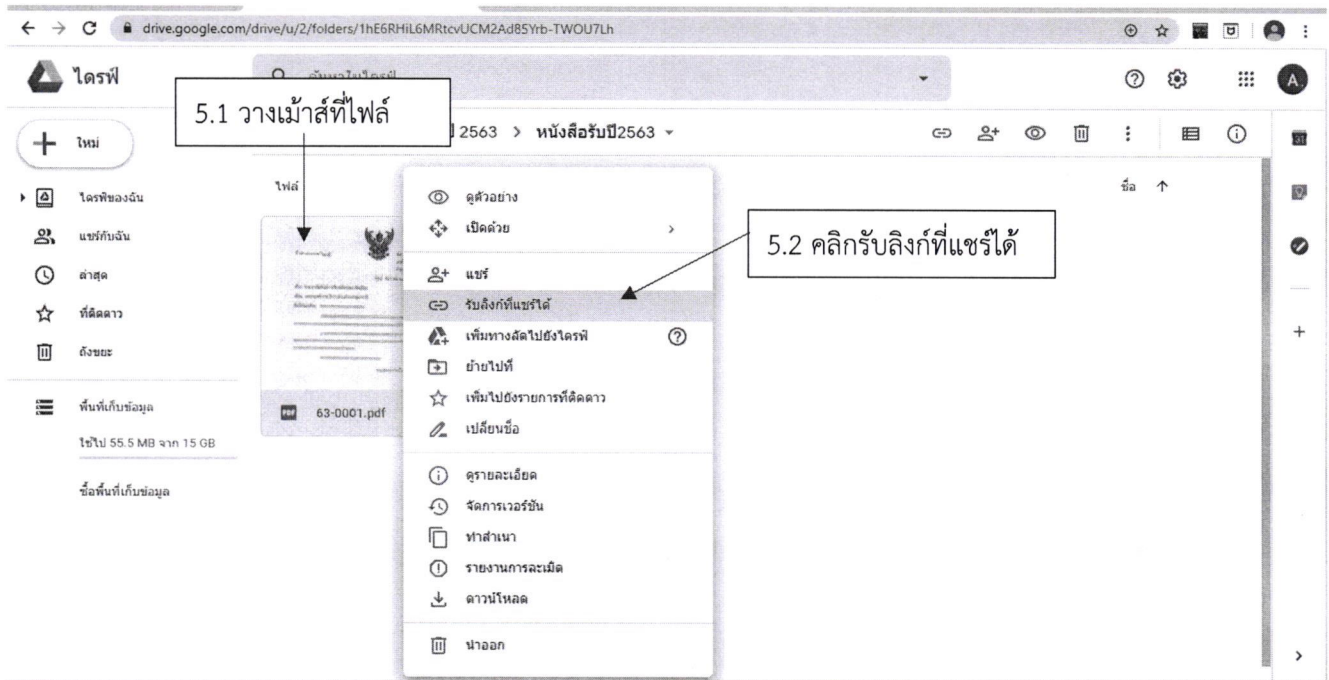 drive.google.com/drive/u/2/folders/1hE6RHiL6MRtcvUCM2Ad85Yrb-TWOU7Lh
ไดรฟ์
5.1 วางเม้าส์ที่ไฟล์
2563 > หนังสือรับปี2563
ใหม่
ไฟล์
ชื่อ
ไดรฟ์ของฉัน
แชร์กับฉัน
ล่าสุด
ที่ติดดาว
ถังขยะ
พื้นที่เก็บข้อมูล
ใช้ไป 55.5 MB จาก 15 GB
ซื้อพื้นที่เก็บข้อมูล
PDF 63-0001.pdf
ดูตัวอย่าง
เปิดด้วย
แชร์
รับลิงก์ที่แชร์ได้
เพิ่มทางลัดไปยังไดรฟ์
ย้ายไปที่
เพิ่มไปยังรายการที่ติดดาว
เปลี่ยนชื่อ
ดูรายละเอียด
จัดการเวอร์ชัน
ทำสำเนา
รายงานการละเมิด
ดาวน์โหลด
นำออก
5.2 คลิกรับลิงก์ที่แชร์ได้
A.
31